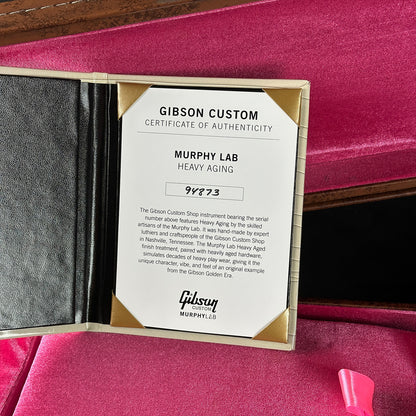 GIBSON CUSTOM
CERTIFICATE OF AUTHENTICITY
MURPHY LAB
HEAVY AGING
94873
The Gibson Custom Shop instrument bearing the serial
number above features Heavy Aging by the skilled
artisans of the Murphy Lab. It was hand-made by expert
luthiers and craftspeople of the Gibson Custom Shop
in Nashville, Tennessee. The Murphy Lab Heavy Aged
finish treatment, paired with heavily aged hardware,
simulates decades of heavy play wear, giving it the
unique character, vibe, and feel of an original example
from the Gibson Golden Era.
Gibson
CUSTOM
MURPHY LAB